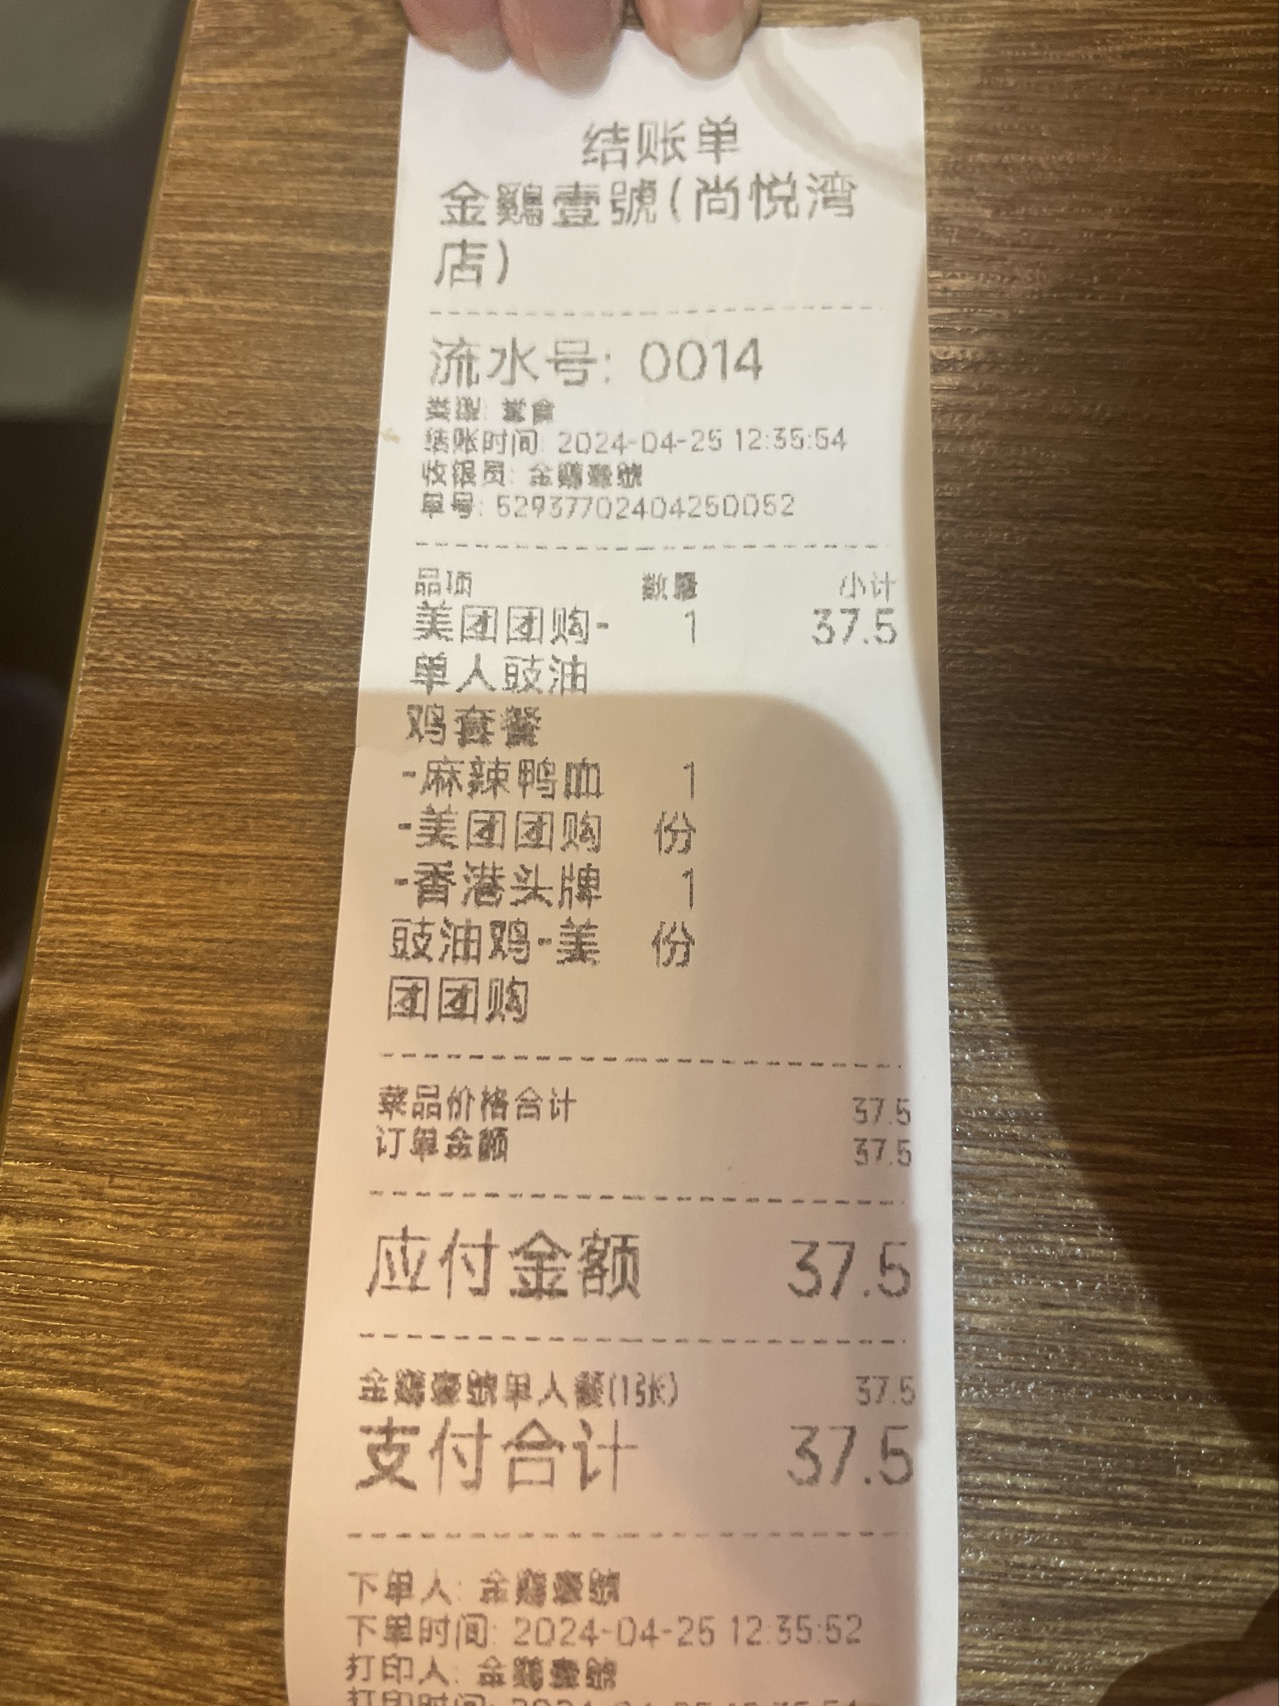 结账单
金鷄壹號(尚悦湾
店)
流水号: 0014
类型: 堂食
结账时间: 2024-04-25 12:35:54
收银员: 金鷄壹號
单号: 52937702404250052
品项 数量 小计
美团团购- 1 37.5
单人豉油
鸡套餐
-麻辣鸭血 1
-美团团购 份
-香港头牌 1
豉油鸡-美 份
团团购
菜品价格合计 37.5
订单金额 37.5
应付金额 37.5
金鷄壹號单人餐(1张) 37.5
支付合计 37.5
下单人: 金鷄壹號
下单时间: 2024-04-25 12:35:52
打印人: 金鷄壹號
打印时间: